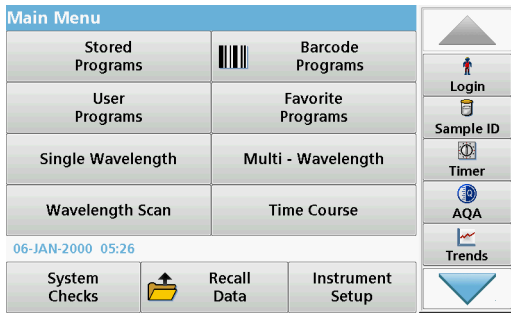 Main Menu
Stored
Programs
Barcode
Programs
User
Programs
Favorite
Programs
Single Wavelength
Multi - Wavelength
Wavelength Scan
Time Course
06-JAN-2000 05:26
System
Checks
Recall
Data
Instrument
Setup
Login
Sample ID
Timer
AQA
Trends